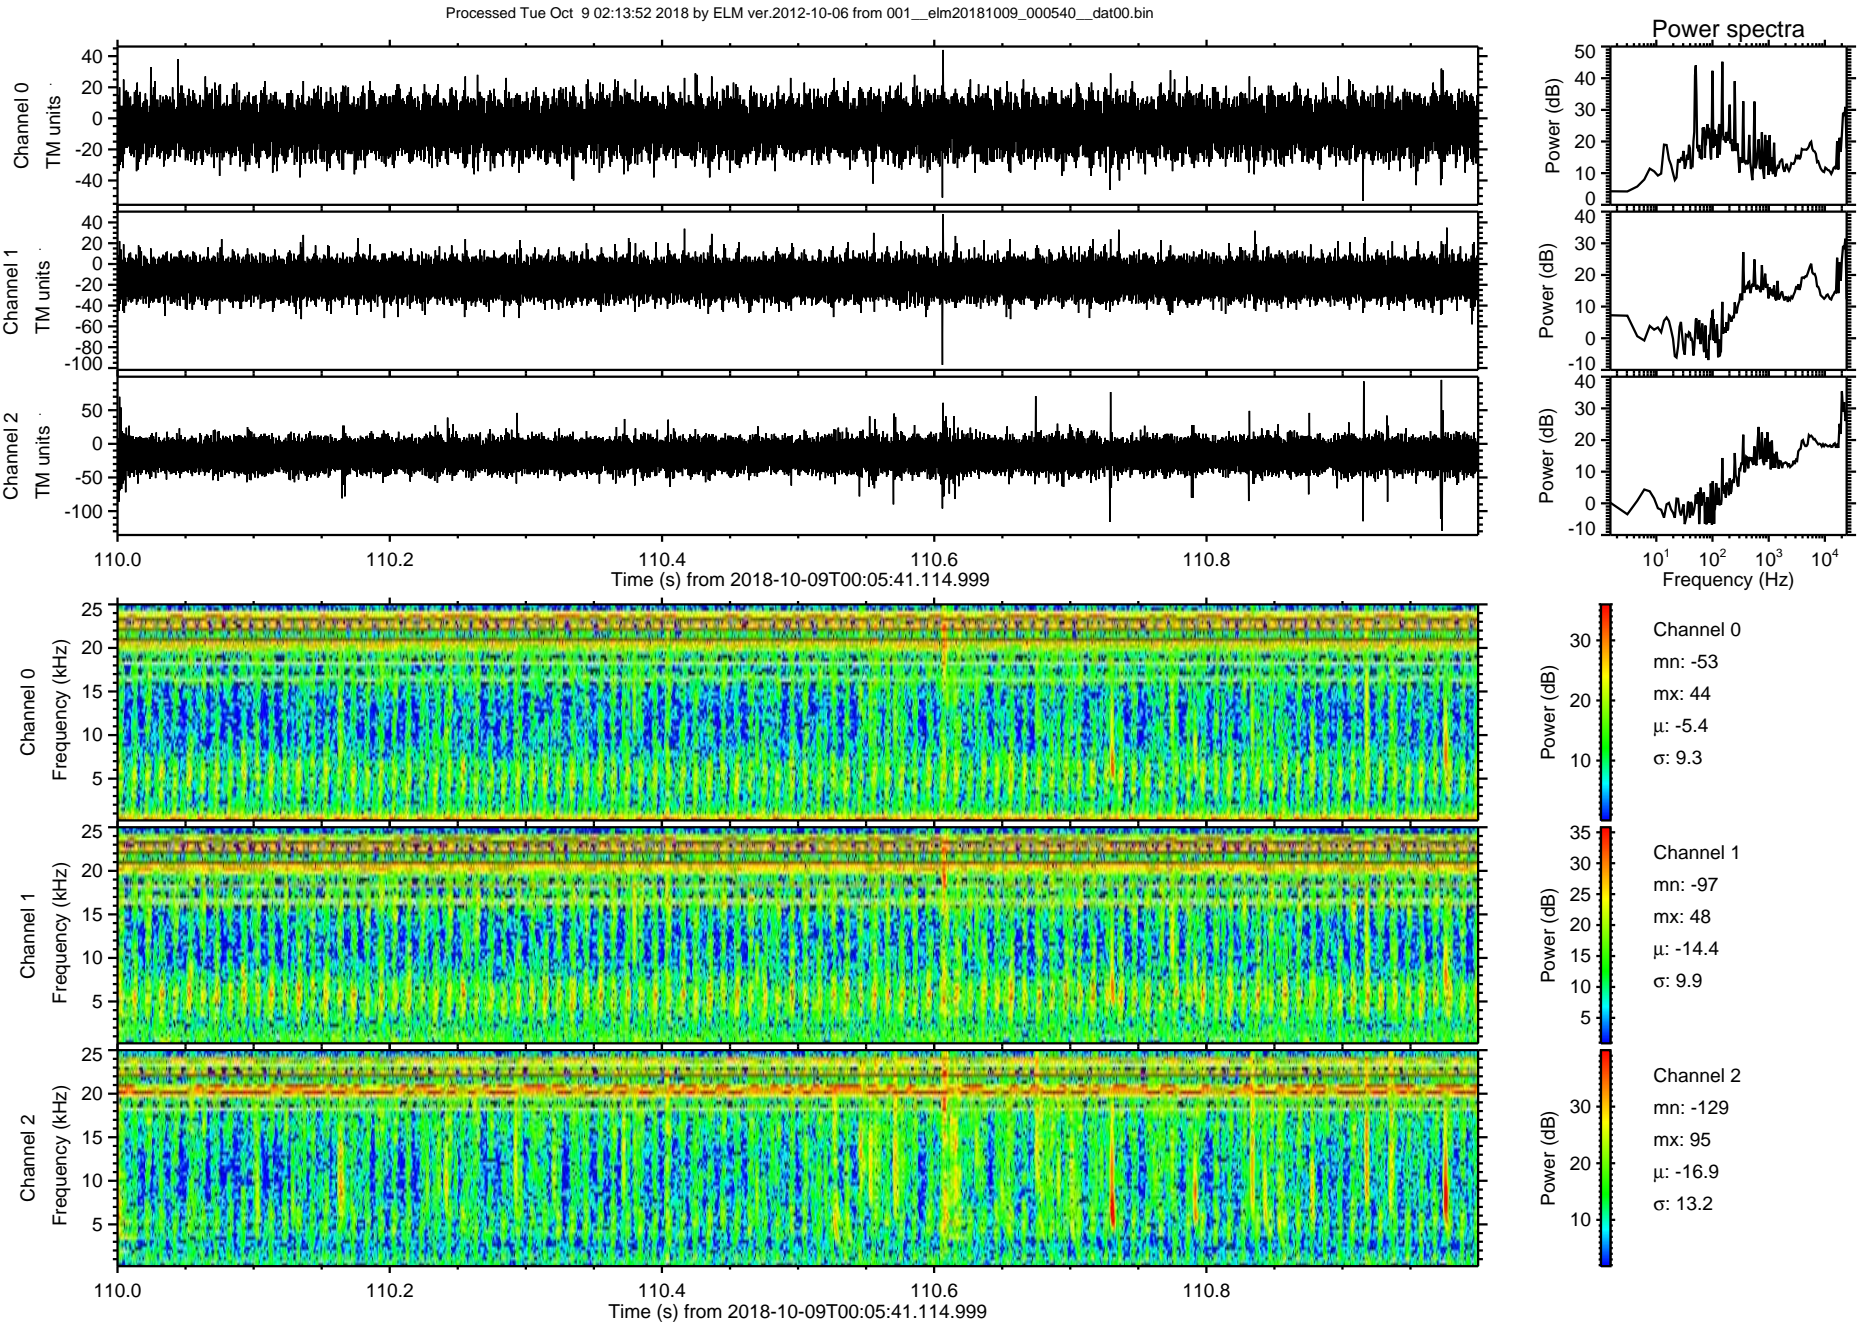 Processed Tue Oct  9 02:13:52 2018 by ELM ver.2012-10-06 from 001__elm20181009_000540__dat00.bin
Power spectra
Channel 0
TM units
40
20
0
-20
-40
Power (dB)
50
40
30
20
10
0
Channel 1
TM units
40
20
0
-20
-40
-60
-80
-100
Power (dB)
40
30
20
10
0
-10
Channel 2
TM units
50
0
-50
-100
Power (dB)
40
30
20
10
0
-10
110.0 110.2 110.4 110.6 110.8
Time (s) from 2018-10-09T00:05:41.114.999
10^1 10^2 10^3 10^4
Frequency (Hz)
Channel 0
Frequency (kHz)
25
20
15
10
5
Power (dB)
30
20
10
Channel 0
mn: -53
mx: 44
μ: -5.4
σ: 9.3
Channel 1
Frequency (kHz)
25
20
15
10
5
Power (dB)
35
30
25
20
15
10
5
Channel 1
mn: -97
mx: 48
μ: -14.4
σ: 9.9
Channel 2
Frequency (kHz)
25
20
15
10
5
Power (dB)
30
20
10
Channel 2
mn: -129
mx: 95
μ: -16.9
σ: 13.2
110.0 110.2 110.4 110.6 110.8
Time (s) from 2018-10-09T00:05:41.114.999